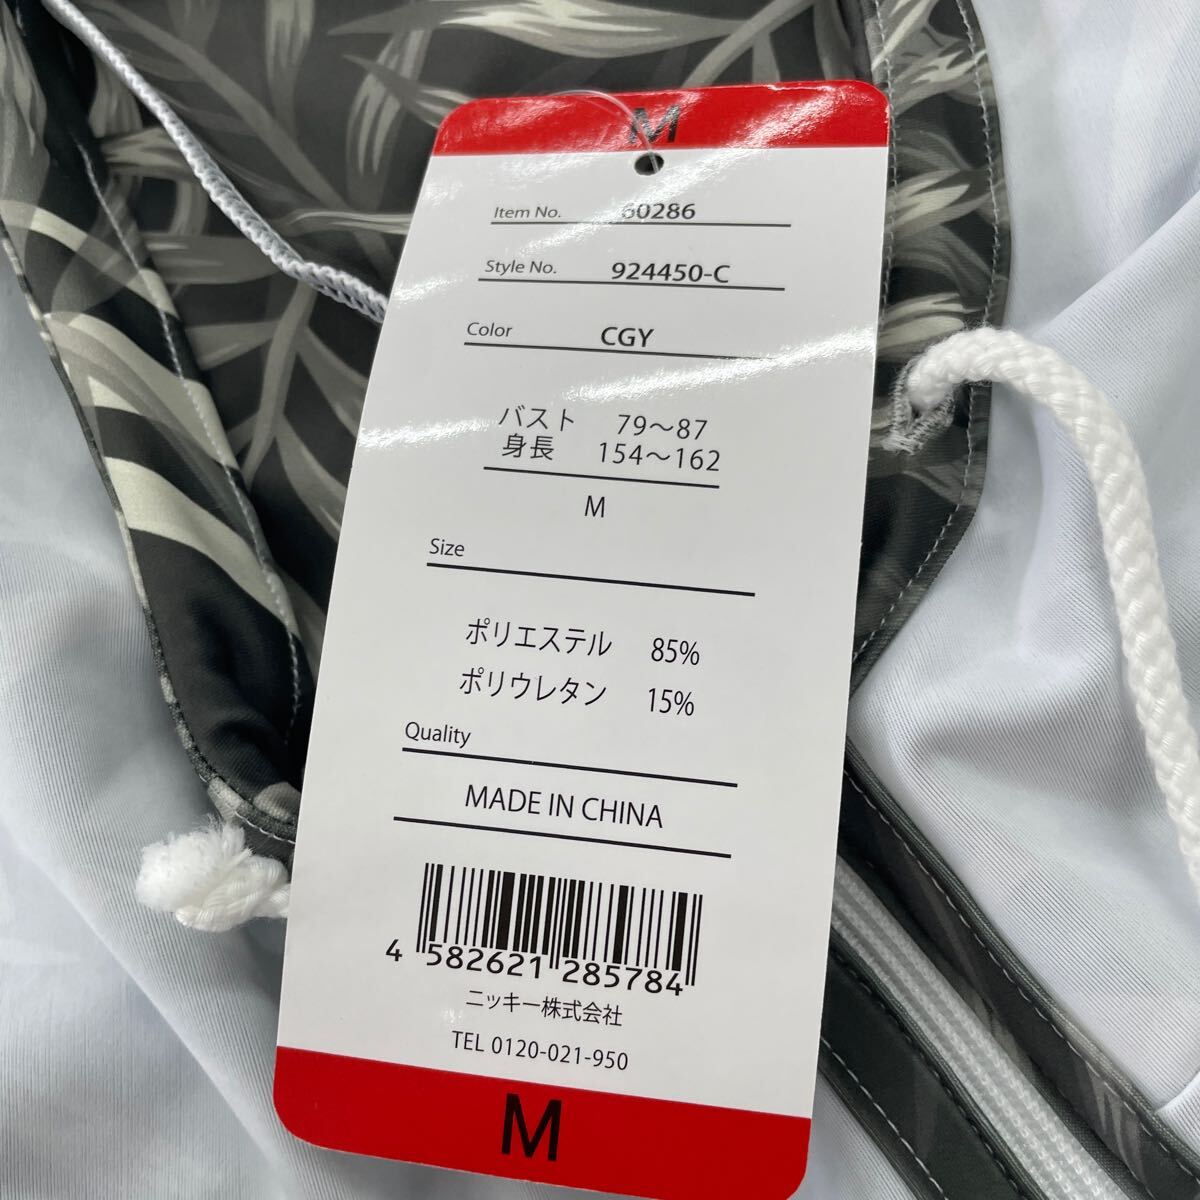 M
Item No. 60286
Style No. 924450-C
Color CGY
バスト 79～87
身長 154～162
M
Size
ポリエステル 85%
ポリウレタン 15%
Quality
MADE IN CHINA
4 582621 285784
ニッキー株式会社
TEL 0120-021-950
M